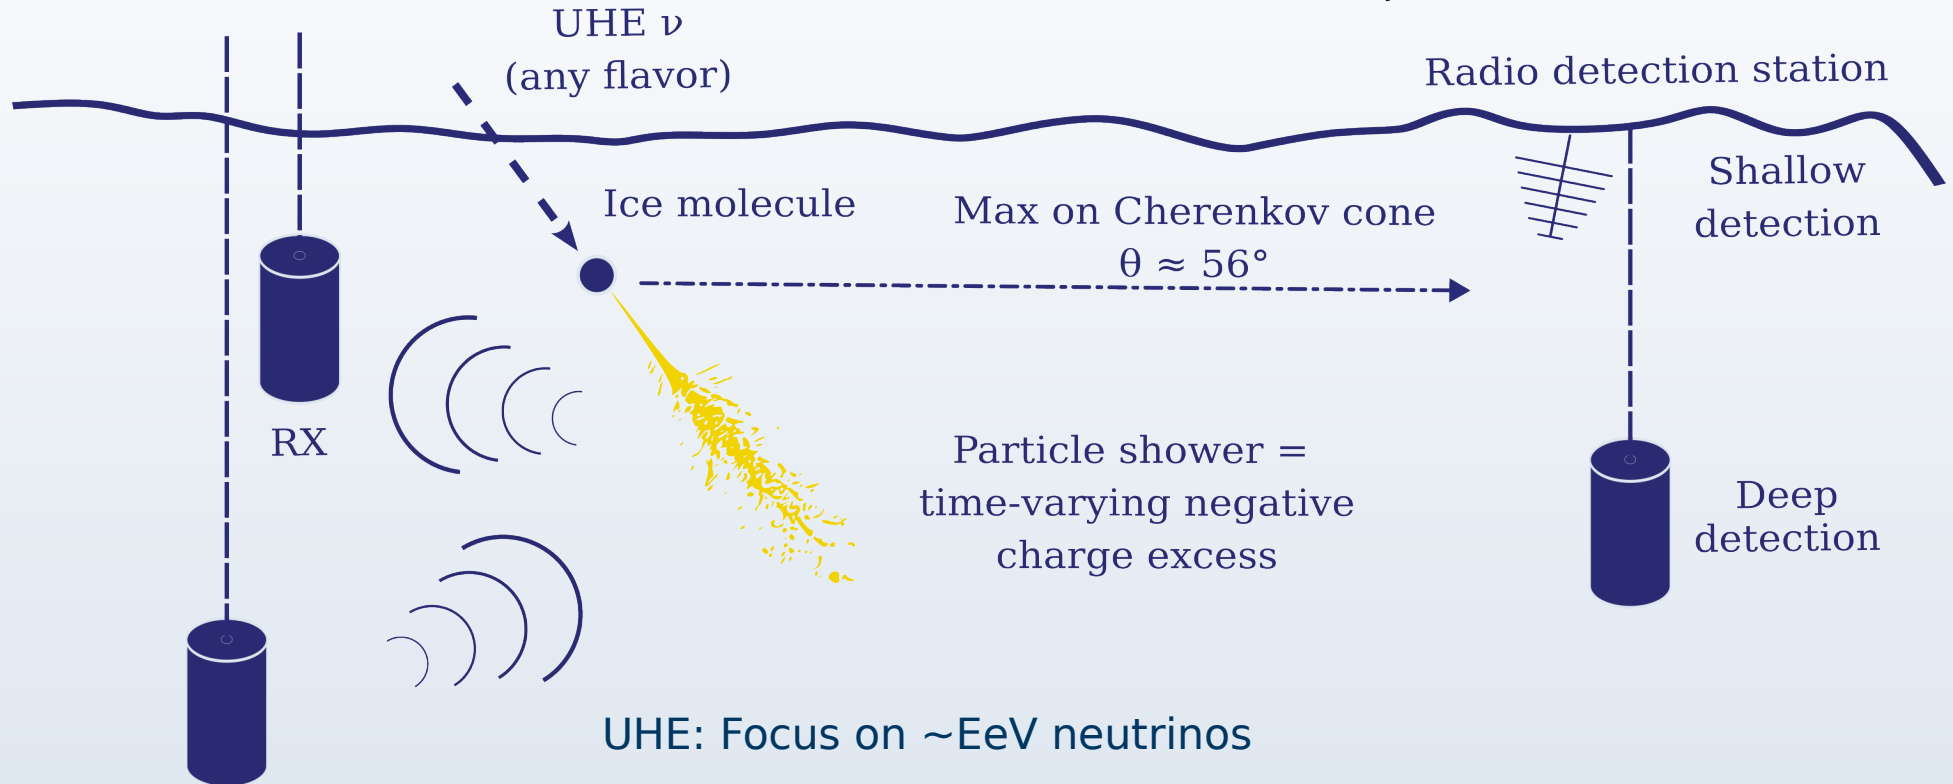 UHE ν
(any flavor)
Radio detection station
Shallow
detection
Ice molecule
Max on Cherenkov cone
θ ≈ 56°
RX
Particle shower =
time-varying negative
charge excess
Deep
detection
UHE: Focus on ~EeV neutrinos